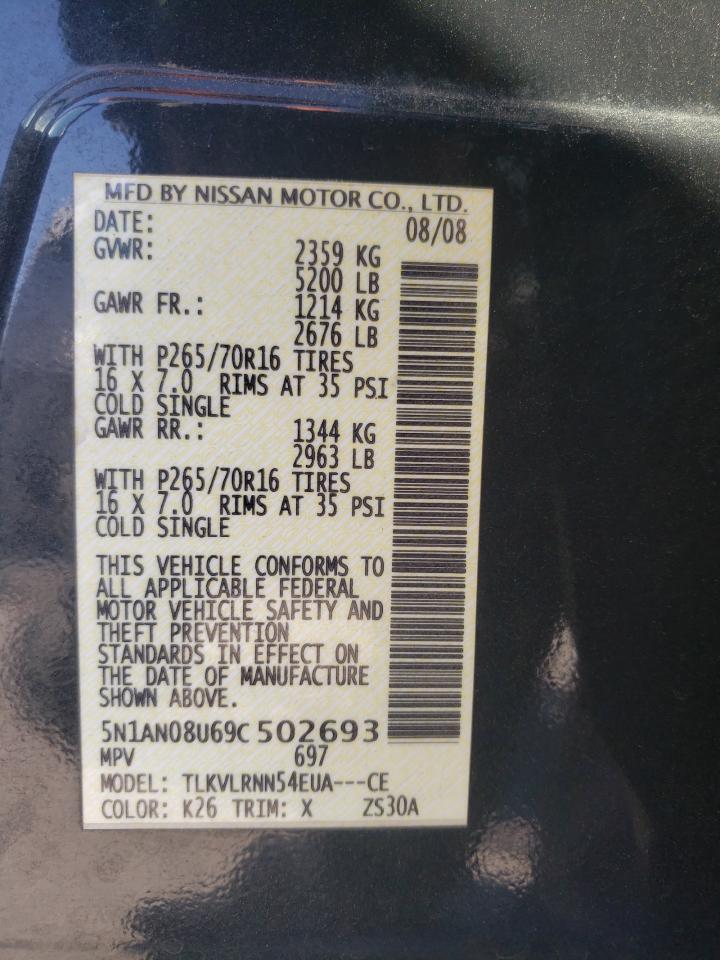 MFD BY NISSAN MOTOR CO., LTD.
DATE: 08/08
GVWR: 2359 KG
5200 LB
GAWR FR.: 1214 KG
2676 LB
WITH P265/70R16 TIRES
16 X 7.0 RIMS AT 35 PSI
COLD SINGLE
GAWR RR.: 1344 KG
2963 LB
WITH P265/70R16 TIRES
16 X 7.0 RIMS AT 35 PSI
COLD SINGLE
THIS VEHICLE CONFORMS TO
ALL APPLICABLE FEDERAL
MOTOR VEHICLE SAFETY AND
THEFT PREVENTION
STANDARDS IN EFFECT ON
THE DATE OF MANUFACTURE
SHOWN ABOVE.
5N1AN08U69C 502693
MPV 697
MODEL: TLKVLRNN54EUA---CE
COLOR: K26 TRIM: X ZS30A